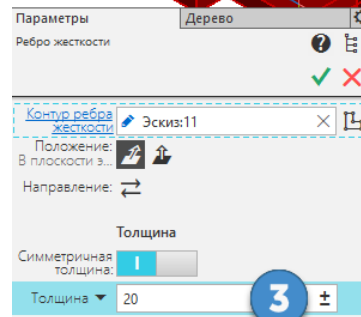 Параметры
Дерево
Ребро жесткости
Контур ребра жесткости
Эскиз:11
Положение:
В плоскости э...
Направление:
Толщина
Симметричная толщина:
Толщина
20
3